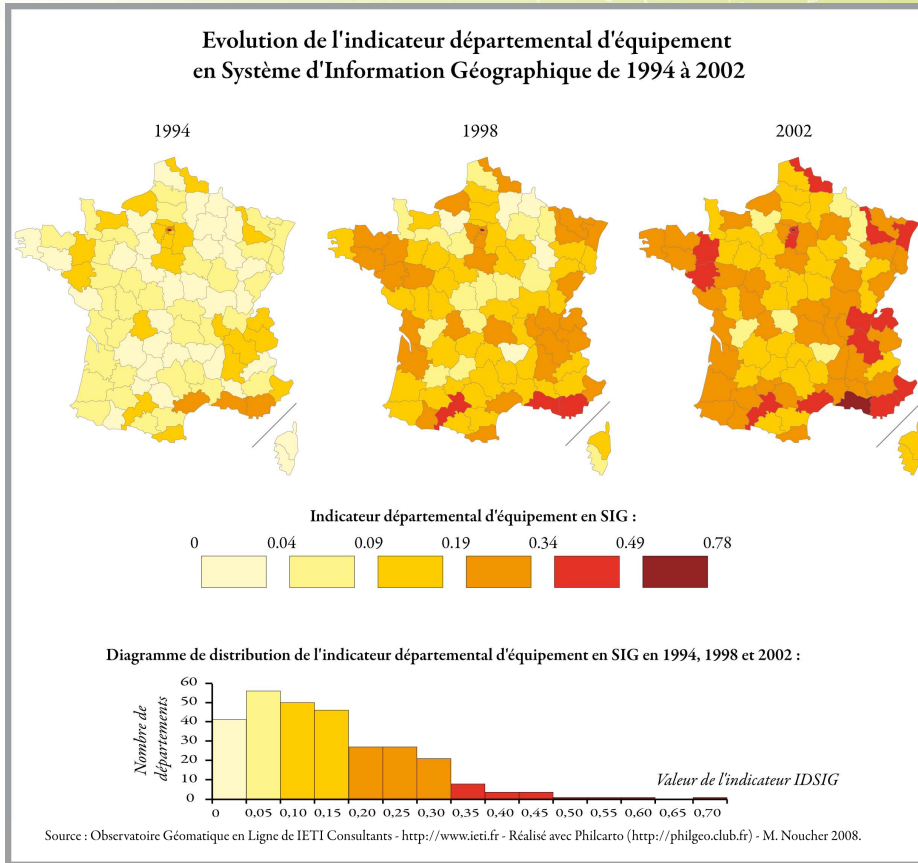 Evolution de l'indicateur départemental d'équipement
en Système d'Information Géographique de 1994 à 2002
1994
1998
2002
Indicateur départemental d'équipement en SIG :
0 0.04 0.09 0.19 0.34 0.49 0.78
Diagramme de distribution de l'indicateur départemental d'équipement en SIG en 1994, 1998 et 2002 :
Nombre de
départements
60
50
40
30
20
10
0
Valeur de l'indicateur IDSIG
0 0,05 0,10 0,15 0,20 0,25 0,30 0,35 0,40 0,45 0,50 0,55 0,60 0,65 0,70
Source : Observatoire Géomatique en Ligne de IETI Consultants - http://www.ieti.fr - Réalisé avec Philcarto (http://philgeo.club.fr) - M. Noucher 2008.